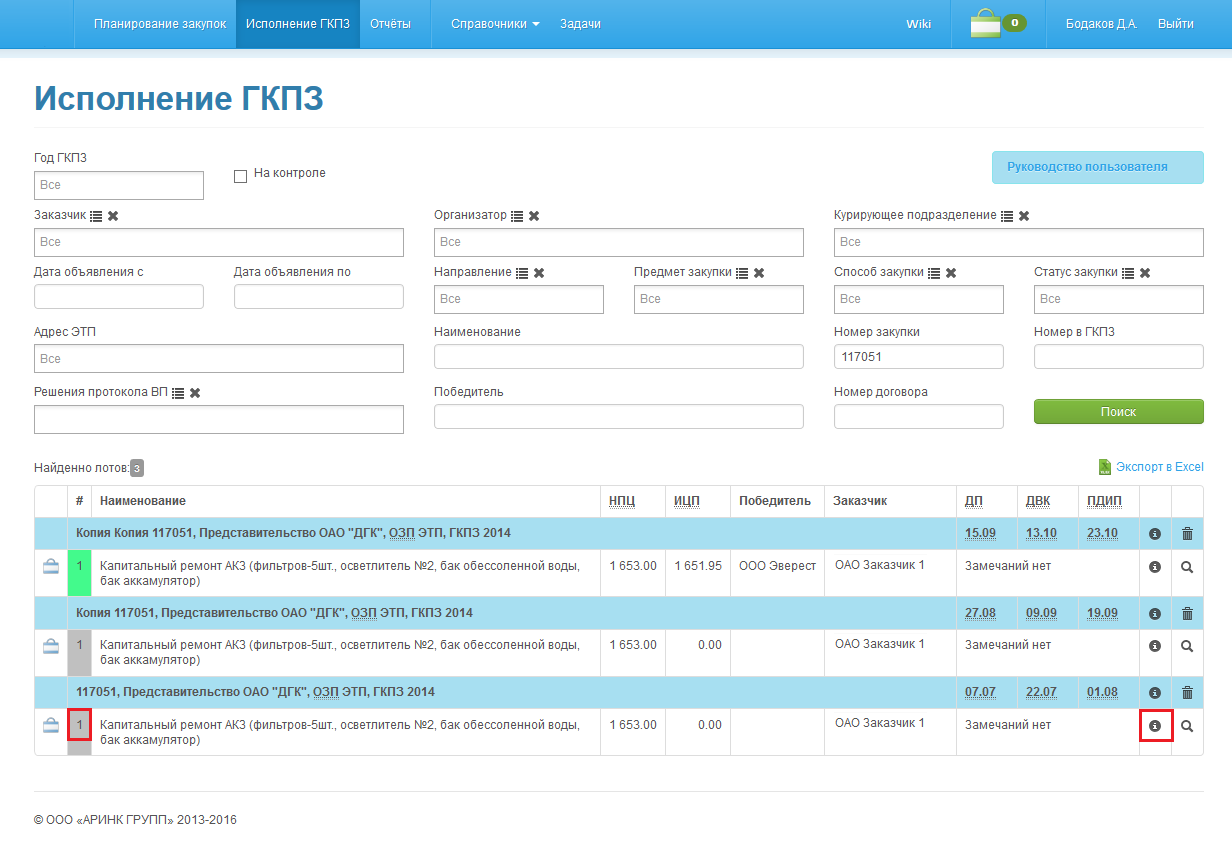 Планирование закупок Исполнение ГКПЗ Отчёты Справочники Задачи Wiki 0 Бодаков Д.А. Выйти
Исполнение ГКПЗ
Год ГКПЗ
Все
На контроле
Руководство пользователя
Заказчик Организатор Курирующее подразделение
Все Все Все
Дата объявления с Дата объявления по Направление Предмет закупки Способ закупки Статус закупки
Все Все Все Все
Адрес ЭТП Наименование Номер закупки Номер в ГКПЗ
Все 117051
Решения протокола ВП Победитель Номер договора
Поиск
Найденно лотов: 3 Экспорт в Excel
# Наименование НПЦ ИЦП Победитель Заказчик ДП ДВК ПДИП
Копия Копия 117051, Представительство ОАО "ДГК", ОЗП ЭТП, ГКПЗ 2014 15.09 13.10 23.10
1 Капитальный ремонт АКЗ (фильтров-5шт., осветлитель №2, бак обессоленной воды, 1 653.00 1 651.95 ООО Эверест ОАО Заказчик 1 Замечаний нет
бак аккамулятор)
Копия 117051, Представительство ОАО "ДГК", ОЗП ЭТП, ГКПЗ 2014 27.08 09.09 19.09
1 Капитальный ремонт АКЗ (фильтров-5шт., осветлитель №2, бак обессоленной воды, 1 653.00 0.00 ОАО Заказчик 1 Замечаний нет
бак аккамулятор)
117051, Представительство ОАО "ДГК", ОЗП ЭТП, ГКПЗ 2014 07.07 22.07 01.08
1 Капитальный ремонт АКЗ (фильтров-5шт., осветлитель №2, бак обессоленной воды, 1 653.00 0.00 ОАО Заказчик 1 Замечаний нет
бак аккамулятор)
© ООО «АРИНК ГРУПП» 2013-2016